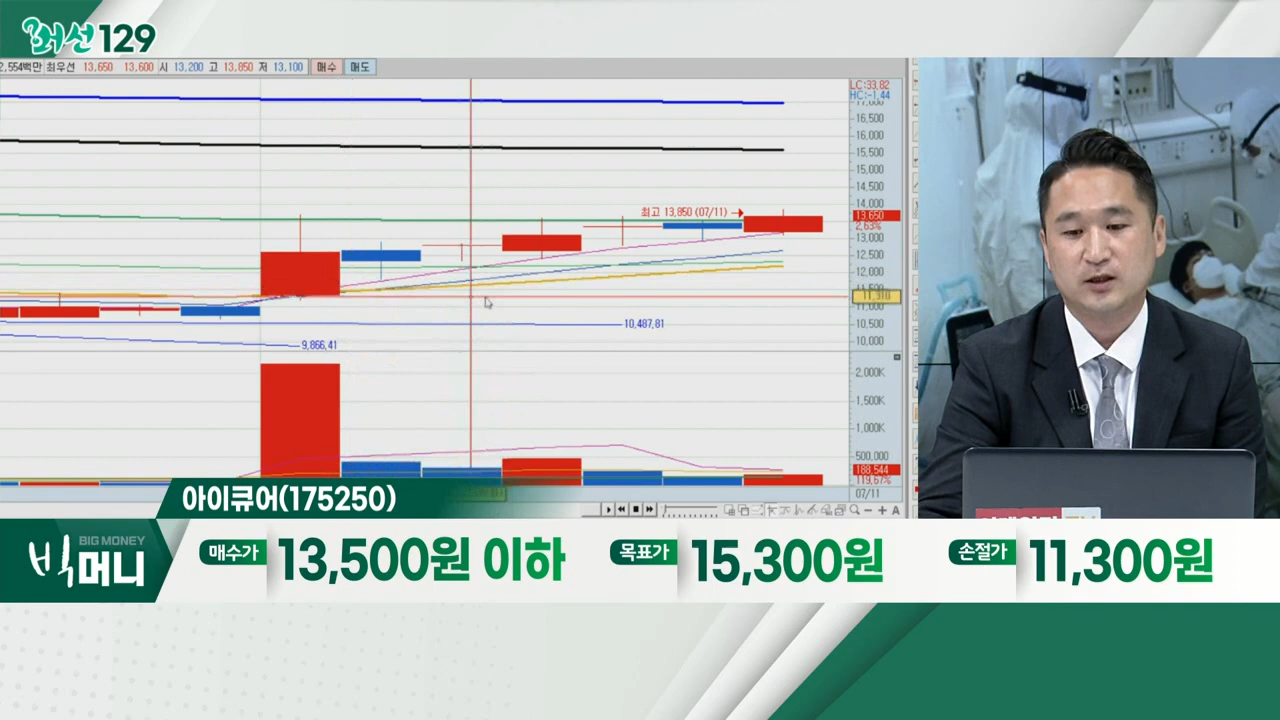 최선129
2,554백만 최우선 13,650 13,600 시 13,200 고 13,850 저 13,100 매수 매도
LC:33,82
HC:-1,44
17,000
16,500
16,000
15,500
15,000
14,500
14,000
최고 13,850 (07/11)
13,650
2,63%
13,000
12,500
12,000
11,500
11,318
11,000
10,500
10,487,81
10,000
9,866,41
2,000K
1,500K
1,000K
500,000
188,544
119,67%
07/11
아이큐어(175250)
BIG MONEY
빅머니
매수가 13,500원 이하 목표가 15,300원 손절가 11,300원